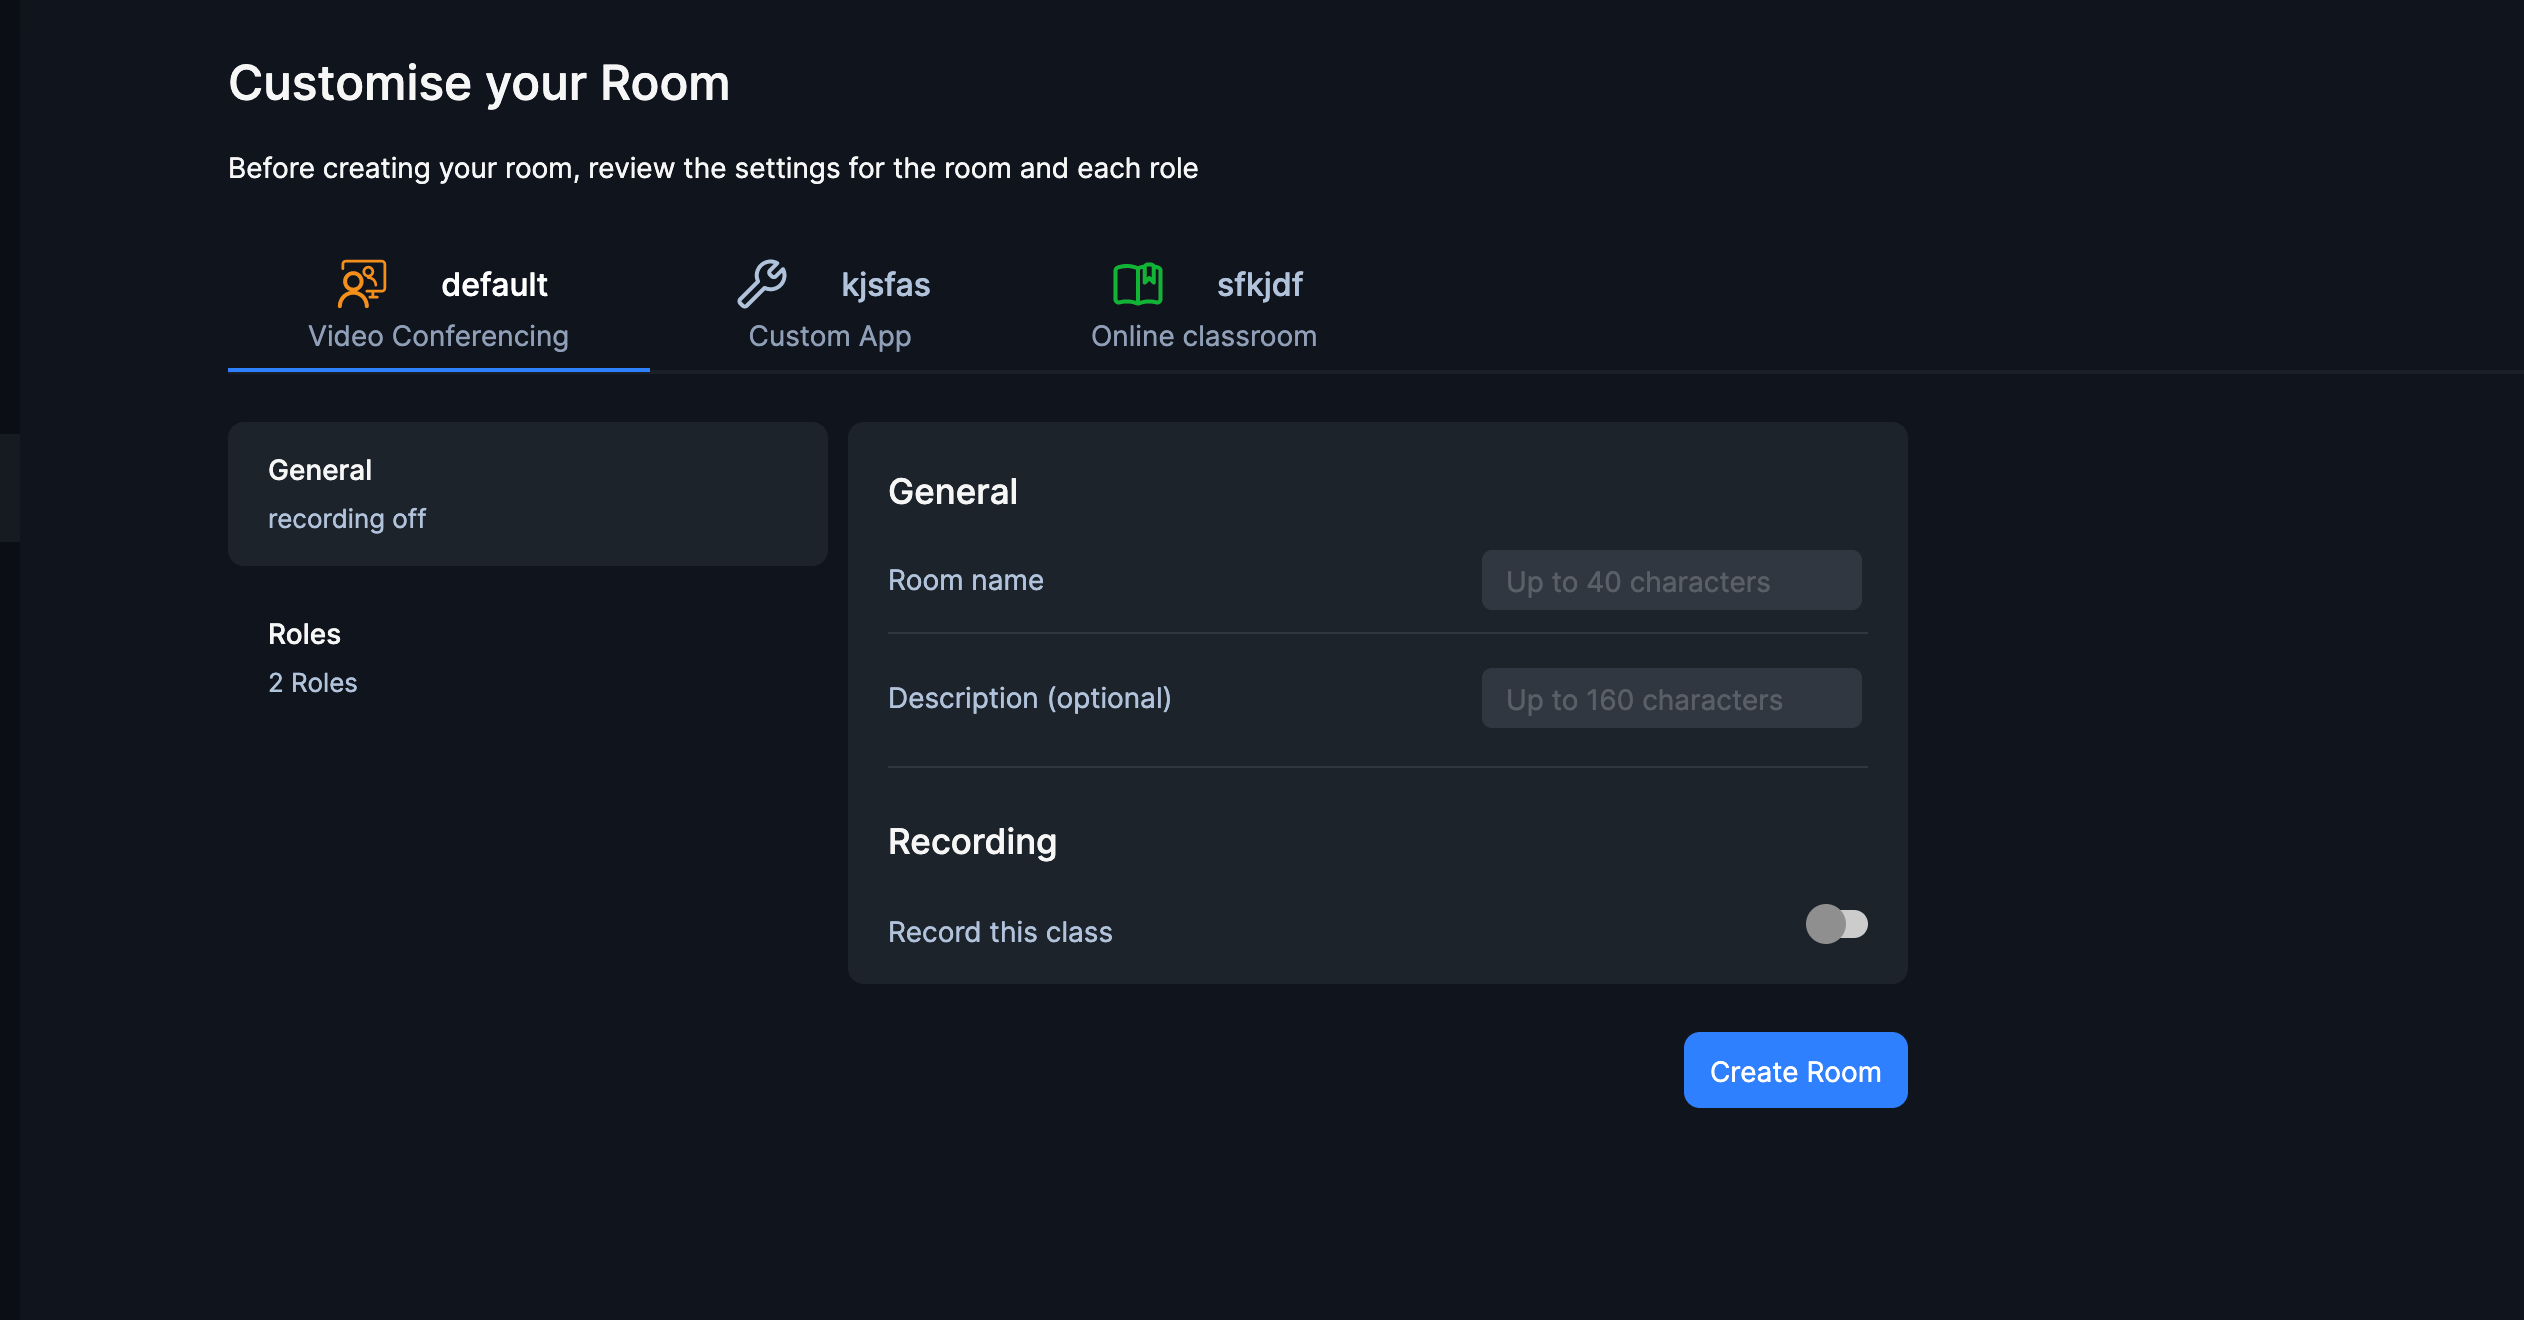 Customise your Room
Before creating your room, review the settings for the room and each role
default
Video Conferencing
kjsfas
Custom App
sfkjdf
Online classroom
General
recording off
Roles
2 Roles
General
Room name
Up to 40 characters
Description (optional)
Up to 160 characters
Recording
Record this class
Create Room